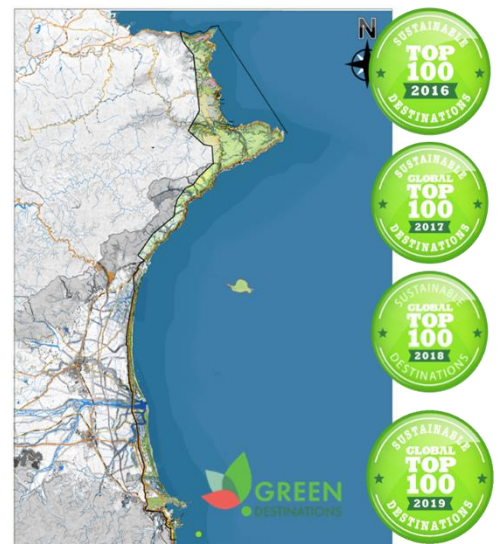 N
SUSTAINABLE
TOP
100
2016
DESTINATIONS
SUSTAINABLE
GLOBAL
TOP
100
2017
DESTINATIONS
SUSTAINABLE
GLOBAL
TOP
100
2018
DESTINATIONS
SUSTAINABLE
GLOBAL
TOP
100
2019
DESTINATIONS
GREEN
DESTINATIONS